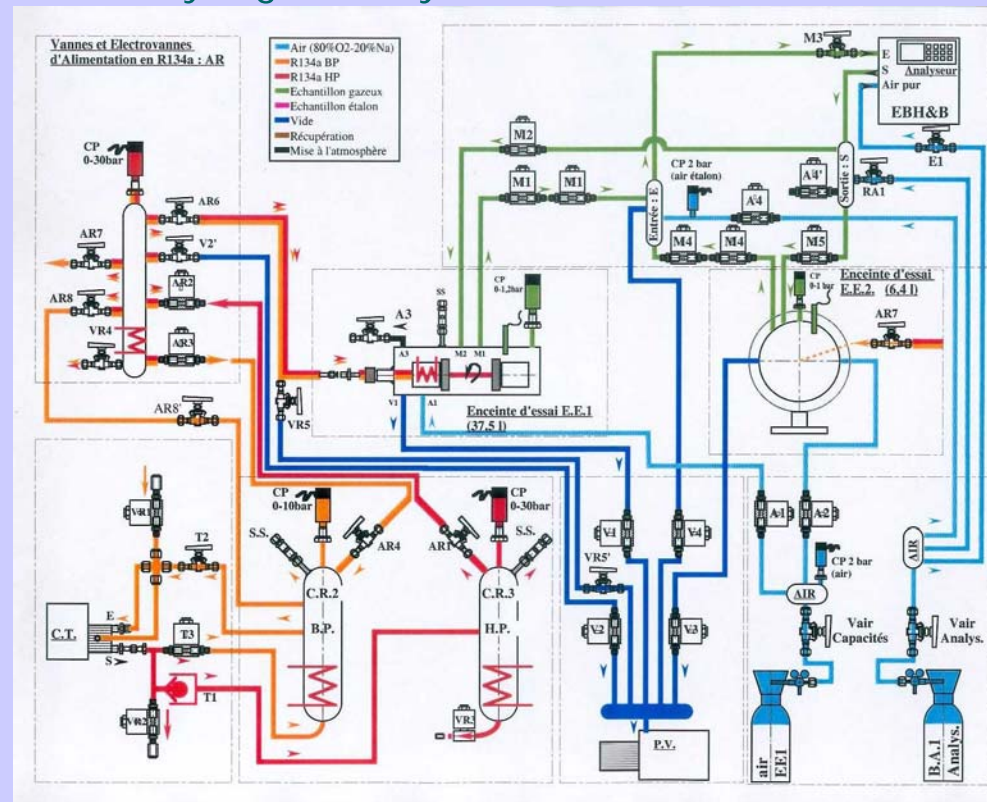 Vannes et Electrovannes
d'Alimentation en R134a : AR
Air (80%O2-20%Na)
R134a BP
R134a HP
Echantillon gazeux
Echantillon étalon
Vide
Récupération
Mise à l'atmosphère
M3'
E
S
Analyseur
Air pur
EBH&B
E1
CP
0-30bar
M2
M1
M1
CP 2 bar
(air étalon)
A4'
RA1
Sortie : S
Entrée : E
A4
M4
M4
M5
AR6
AR7
V2'
AR8
AR2
VR4
AR3
A3
SS
CP
0-1,2bar
A3
M2
M1
V1
A1
Enceinte d'essai E.E.1
(37,5 l)
VR5
CP
0-1 bar
Enceinte d'essai
E.E.2. (6,4 l)
AR7
AR8'
VR1
T2
E
C.T.
S
T3
T1
VR2
CP
0-10bar
S.S.
AR4
C.R.2
B.P.
CP
0-30bar
AR1
S.S.
C.R.3
H.P.
VR3
V1
V4
VR5'
V2
V3
P.V.
A1
A2
CP 2 bar
(air)
AIR
AIR
Vair
Capacités
Vair
Analys.
air
EE1
B.A.1
Analys.